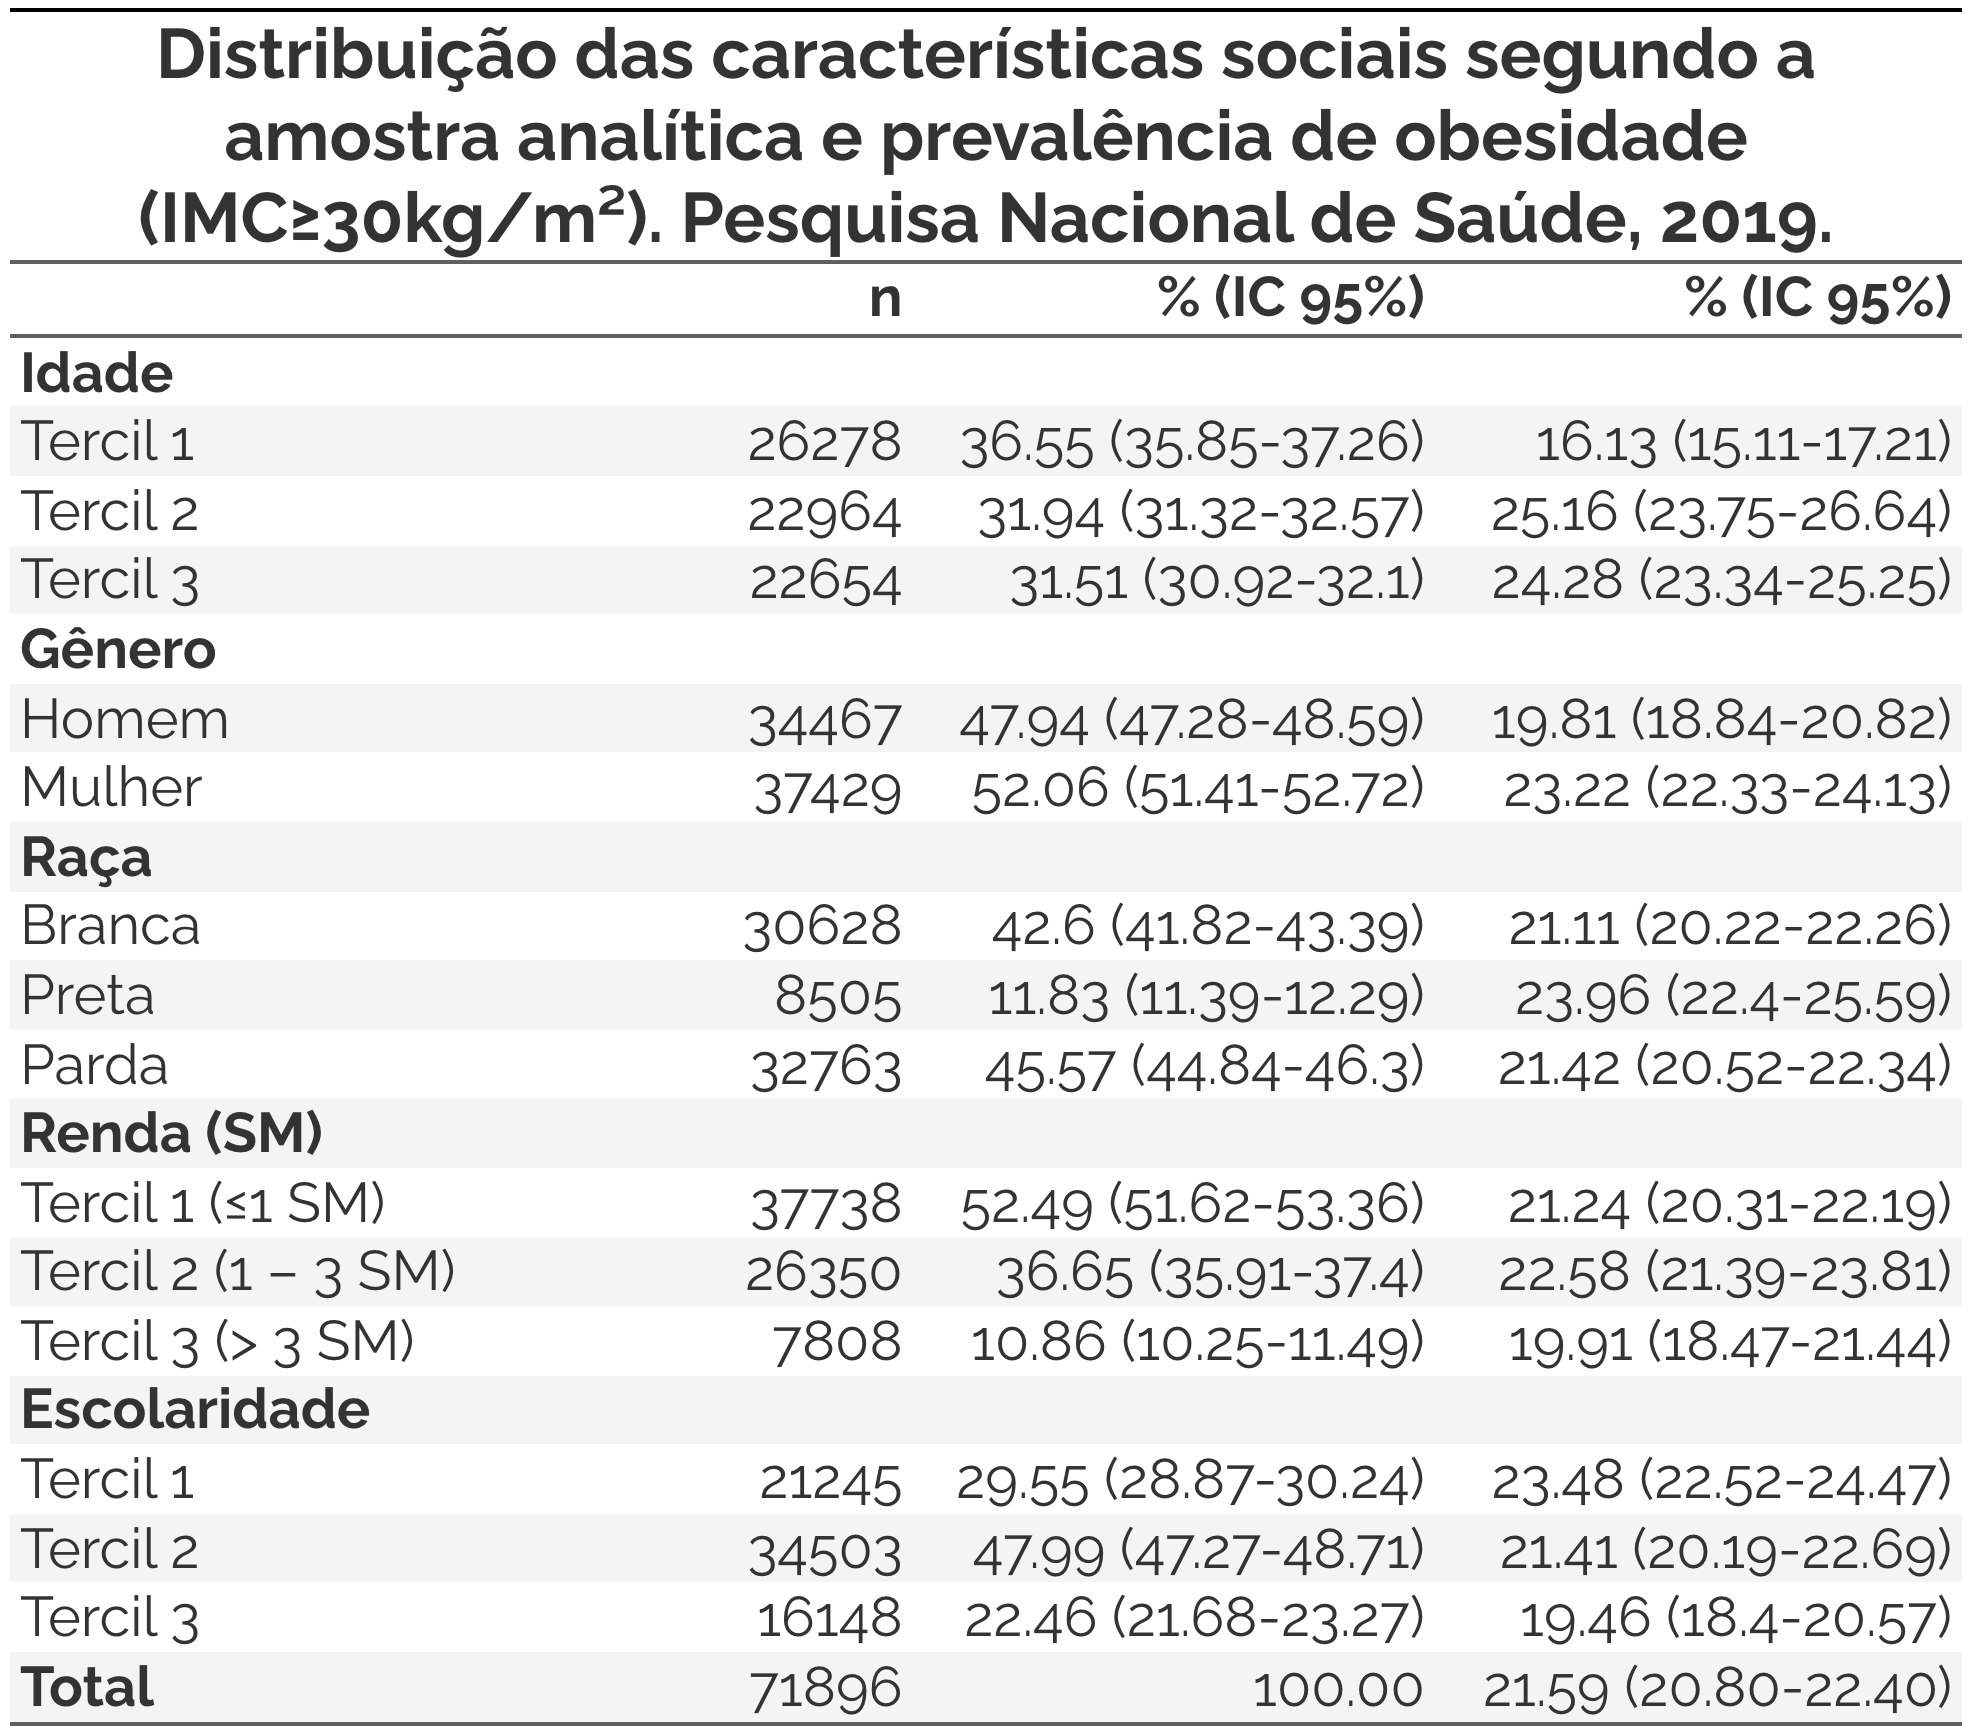 Distribuição das características sociais segundo a
amostra analítica e prevalência de obesidade
(IMC≥30kg/m²). Pesquisa Nacional de Saúde, 2019.
n % (IC 95%) % (IC 95%)
Idade
Tercil 1 26278 36.55 (35.85-37.26) 16.13 (15.11-17.21)
Tercil 2 22964 31.94 (31.32-32.57) 25.16 (23.75-26.64)
Tercil 3 22654 31.51 (30.92-32.1) 24.28 (23.34-25.25)
Gênero
Homem 34467 47.94 (47.28-48.59) 19.81 (18.84-20.82)
Mulher 37429 52.06 (51.41-52.72) 23.22 (22.33-24.13)
Raça
Branca 30628 42.6 (41.82-43.39) 21.11 (20.22-22.26)
Preta 8505 11.83 (11.39-12.29) 23.96 (22.4-25.59)
Parda 32763 45.57 (44.84-46.3) 21.42 (20.52-22.34)
Renda (SM)
Tercil 1 (≤1 SM) 37738 52.49 (51.62-53.36) 21.24 (20.31-22.19)
Tercil 2 (1 – 3 SM) 26350 36.65 (35.91-37.4) 22.58 (21.39-23.81)
Tercil 3 (> 3 SM) 7808 10.86 (10.25-11.49) 19.91 (18.47-21.44)
Escolaridade
Tercil 1 21245 29.55 (28.87-30.24) 23.48 (22.52-24.47)
Tercil 2 34503 47.99 (47.27-48.71) 21.41 (20.19-22.69)
Tercil 3 16148 22.46 (21.68-23.27) 19.46 (18.4-20.57)
Total 71896 100.00 21.59 (20.80-22.40)